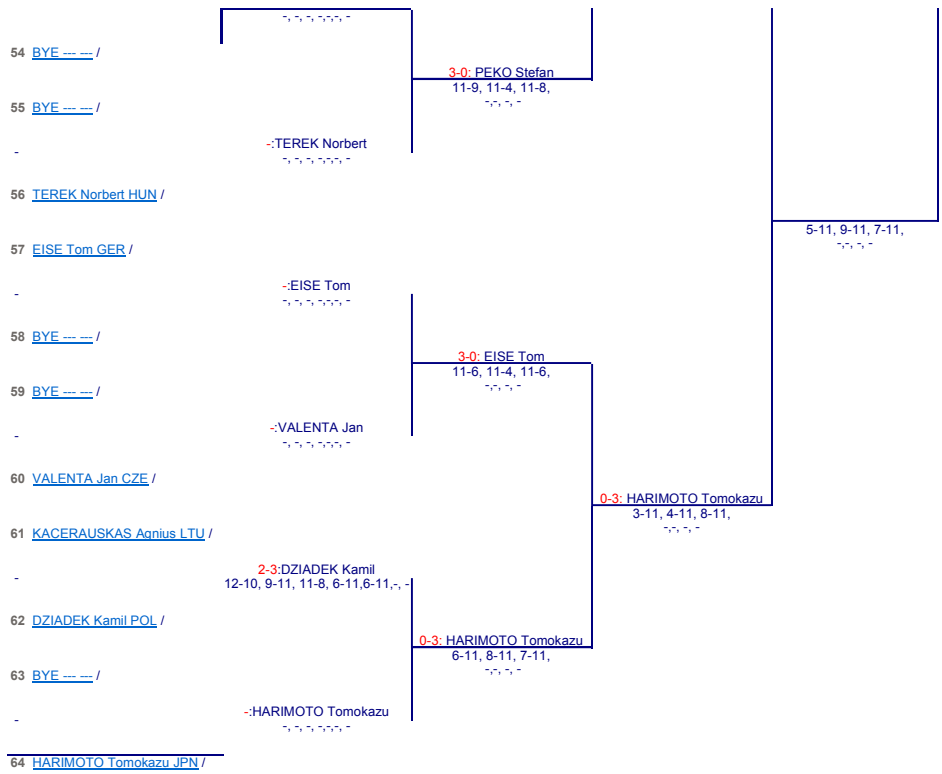 -, -, -, -,-,-, -
54 BYE --- --- /
3-0: PEKO Stefan
11-9, 11-4, 11-8,
-,-, -, -
55 BYE --- --- /
-:TEREK Norbert
-
-, -, -, -,-,-, -
56 TEREK Norbert HUN /
5-11, 9-11, 7-11,
-,-, -, -
57 EISE Tom GER /
-:EISE Tom
-
-, -, -, -,-,-, -
58 BYE --- --- /
3-0: EISE Tom
11-6, 11-4, 11-6,
-,-, -, -
59 BYE --- --- /
-:VALENTA Jan
-
-, -, -, -,-,-, -
60 VALENTA Jan CZE /
0-3: HARIMOTO Tomokazu
3-11, 4-11, 8-11,
-,-, -, -
61 KACERAUSKAS Agnius LTU /
2-3:DZIADEK Kamil
-
12-10, 9-11, 11-8, 6-11,6-11,-, -
62 DZIADEK Kamil POL /
0-3: HARIMOTO Tomokazu
6-11, 8-11, 7-11,
-,-, -, -
63 BYE --- --- /
-:HARIMOTO Tomokazu
-
-, -, -, -,-,-, -
64 HARIMOTO Tomokazu JPN /